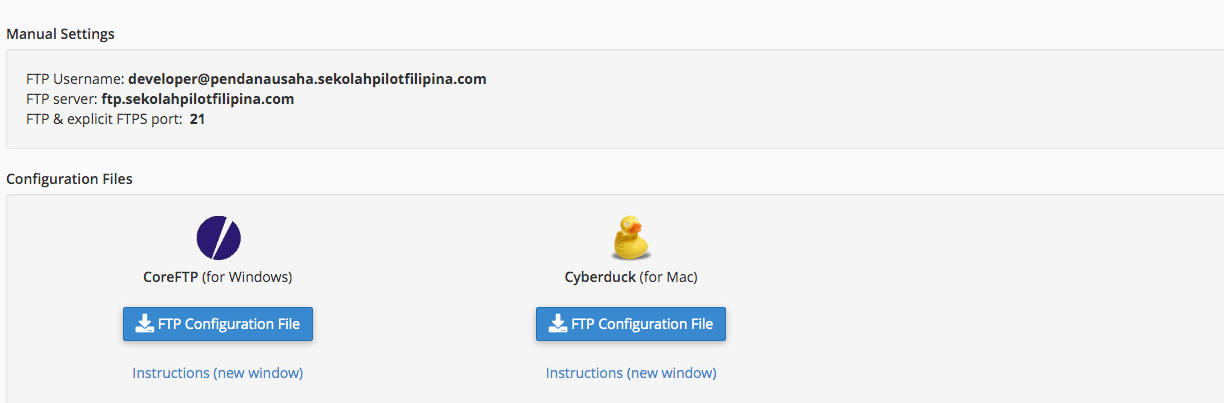 Manual Settings
FTP Username: developer@pendanausaha.sekolahpilotfilipina.com
FTP server: ftp.sekolahpilotfilipina.com
FTP & explicit FTPS port: 21
Configuration Files
CoreFTP (for Windows)
Cyberduck (for Mac)
FTP Configuration File
FTP Configuration File
Instructions (new window)
Instructions (new window)